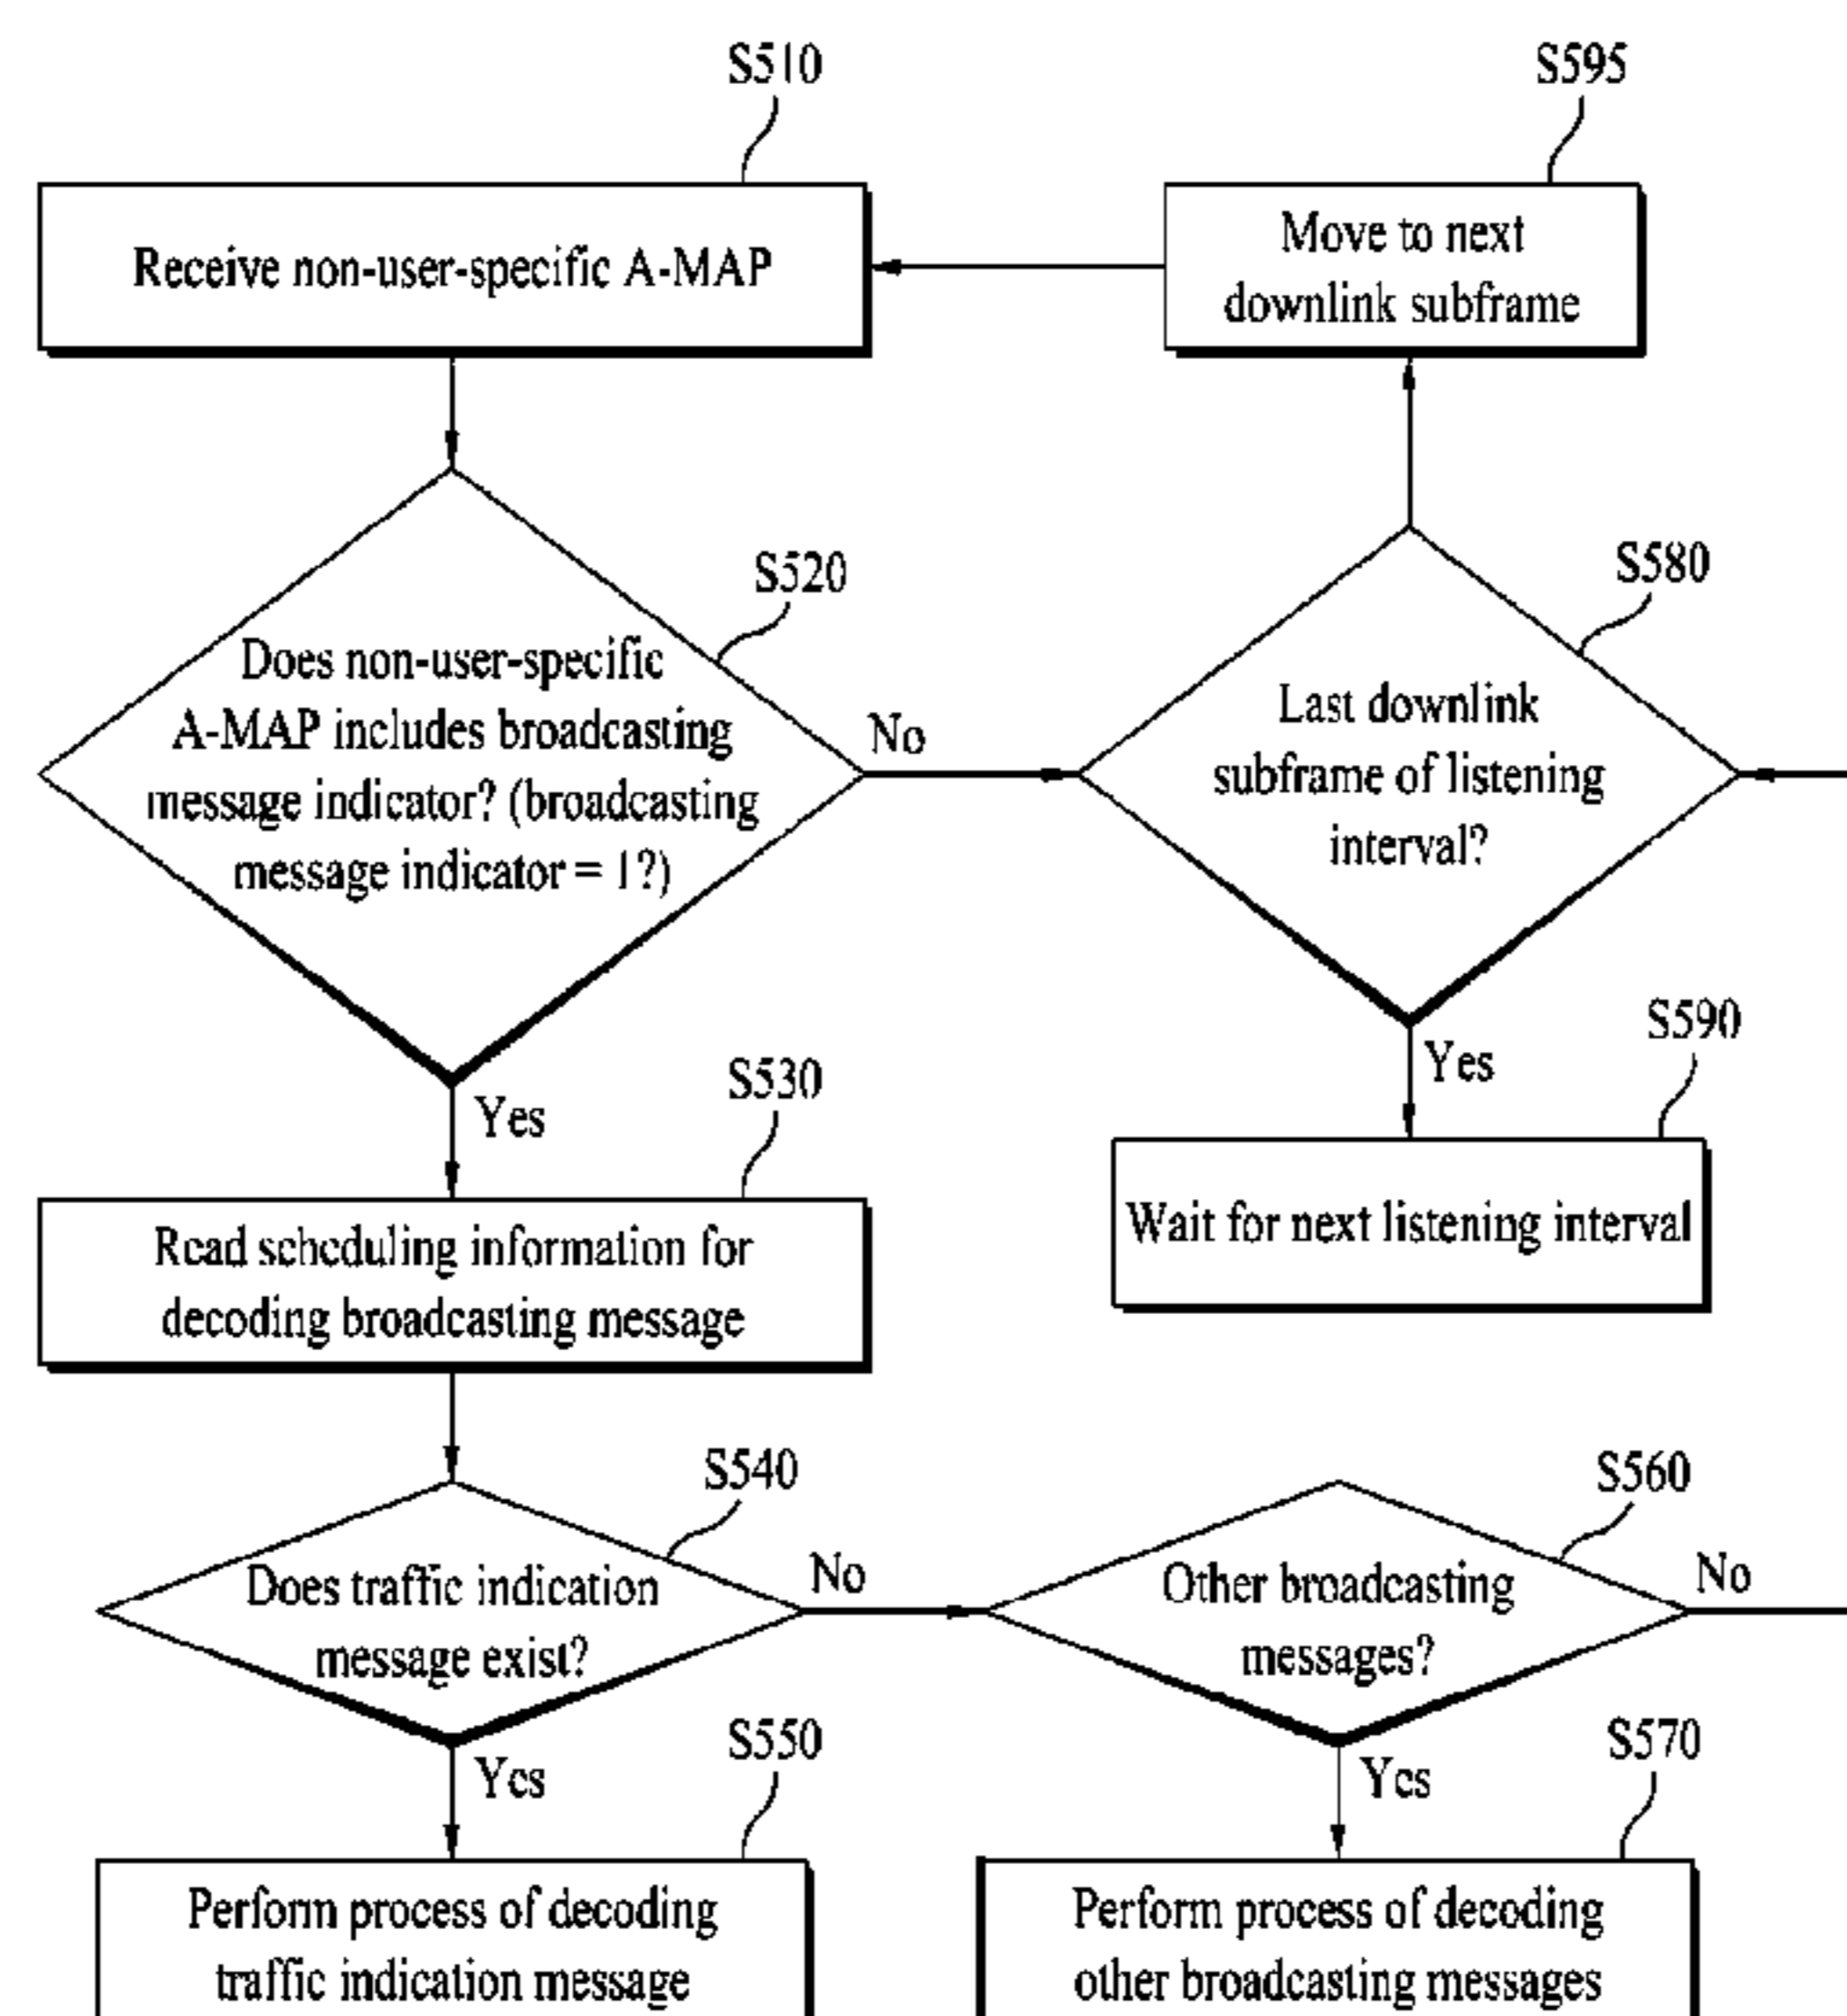 S510
S595
Receive non-user-specific A-MAP
Move to next
downlink subframe
S520
S580
Does non-user-specific
A-MAP includes broadcasting
message indicator? (broadcasting
message indicator = 1?)
No
Last downlink
subframe of listening
interval?
Yes
S530
Yes
S590
Read scheduling information for
decoding broadcasting message
Wait for next listening interval
S540
S560
Does traffic indication
message exist?
No
Other broadcasting
messages?
No
Yes
S550
Yes
S570
Perform process of decoding
traffic indication message
Perform process of decoding
other broadcasting messages